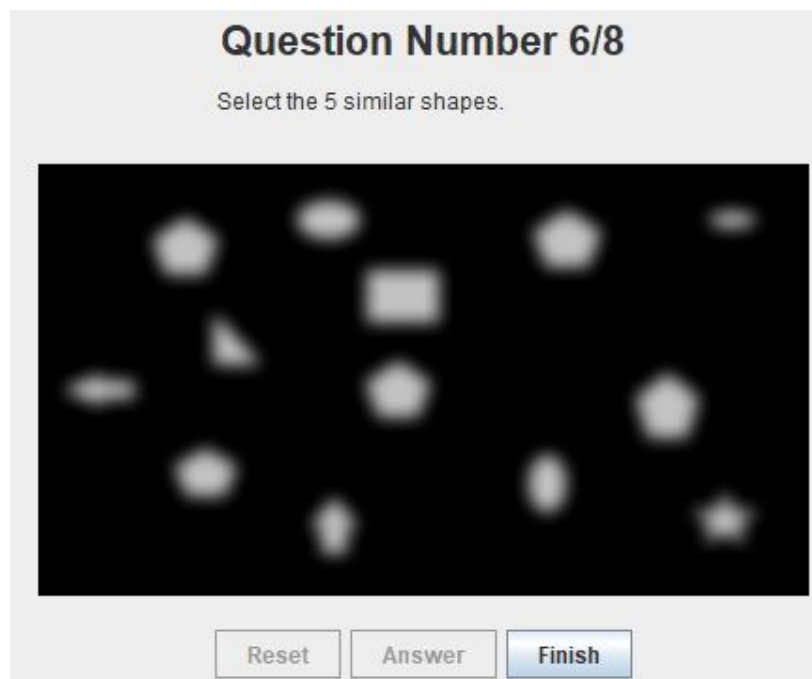 Question Number 6/8
Select the 5 similar shapes.
Reset Answer Finish